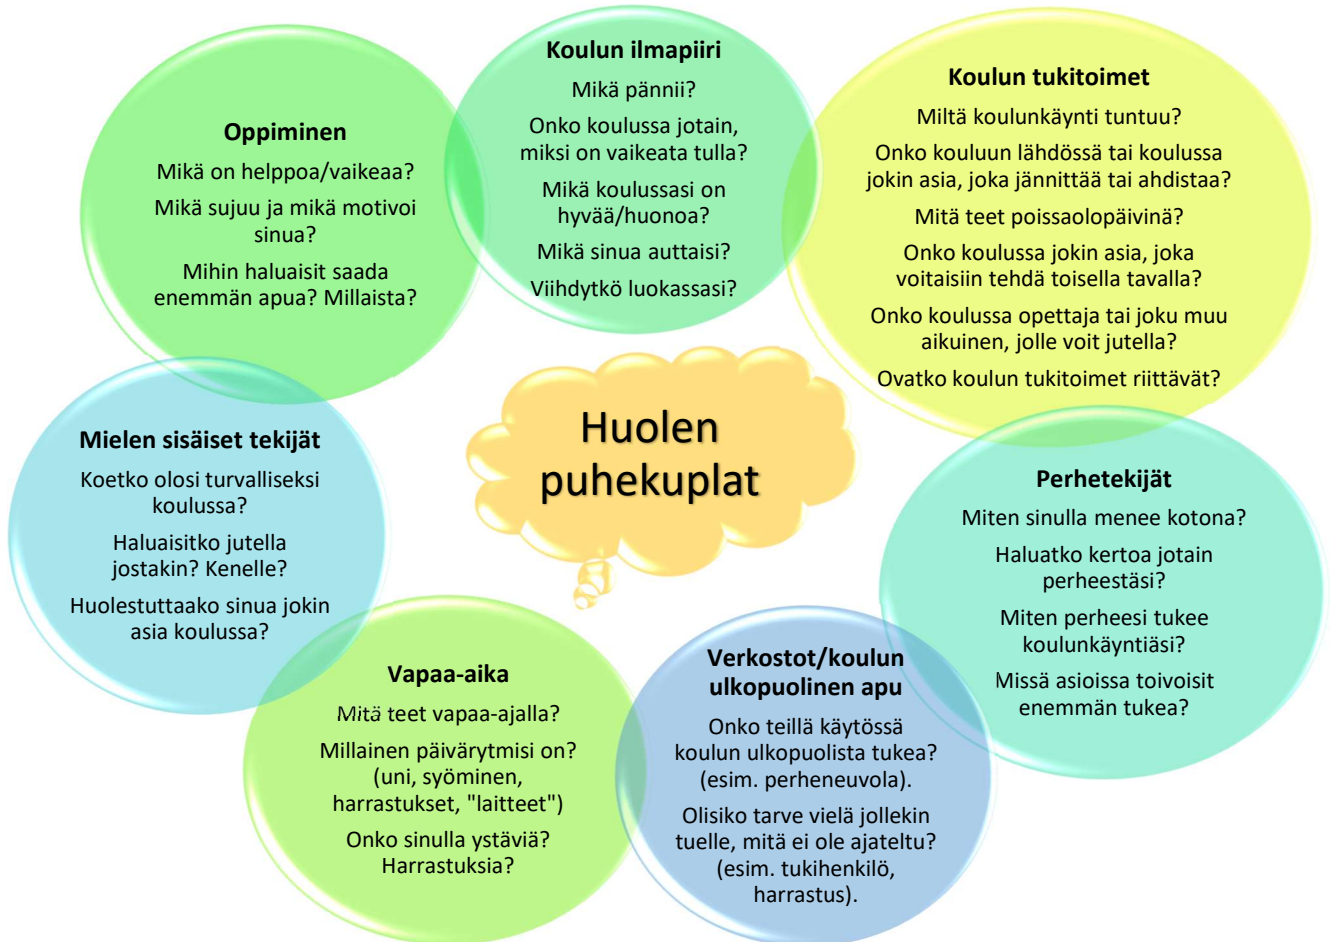 Koulun ilmapiiri
Mikä pännii?
Onko koulussa jotain,
miksi on vaikeata tulla?
Mikä koulussasi on
hyvää/huonoa?
Mikä sinua auttaisi?
Viihdytkö luokassasi?
Koulun tukitoimet
Miltä koulunkäynti tuntuu?
Onko kouluun lähdössä tai koulussa
jokin asia, joka jännittää tai ahdistaa?
Mitä teet poissaolopäivinä?
Onko koulussa jokin asia, joka
voitaisiin tehdä toisella tavalla?
Onko koulussa opettaja tai joku muu
aikuinen, jolle voit jutella?
Ovatko koulun tukitoimet riittävät?
Perhetekijät
Miten sinulla menee kotona?
Haluatko kertoa jotain
perheestäsi?
Miten perheesi tukee
koulunkäyntiäsi?
Missä asioissa toivoisit
enemmän tukea?
Verkostot/koulun
ulkopuolinen apu
Onko teillä käytössä
koulun ulkopuolista tukea?
(esim. perheneuvola).
Olisiko tarve vielä jollekin
tuelle, mitä ei ole ajateltu?
(esim. tukihenkilö,
harrastus).
Vapaa-aika
Mitä teet vapaa-ajalla?
Millainen päivärytmisi on?
(uni, syöminen,
harrastukset, "laitteet")
Onko sinulla ystäviä?
Harrastuksia?
Mielen sisäiset tekijät
Koetko olosi turvalliseksi
koulussa?
Haluaisitko jutella
jostakin? Kenelle?
Huolestuttaako sinua jokin
asia koulussa?
Oppiminen
Mikä on helppoa/vaikeaa?
Mikä sujuu ja mikä motivoi
sinua?
Mihin haluaisit saada
enemmän apua? Millaista?
Huolen
puhekuplat